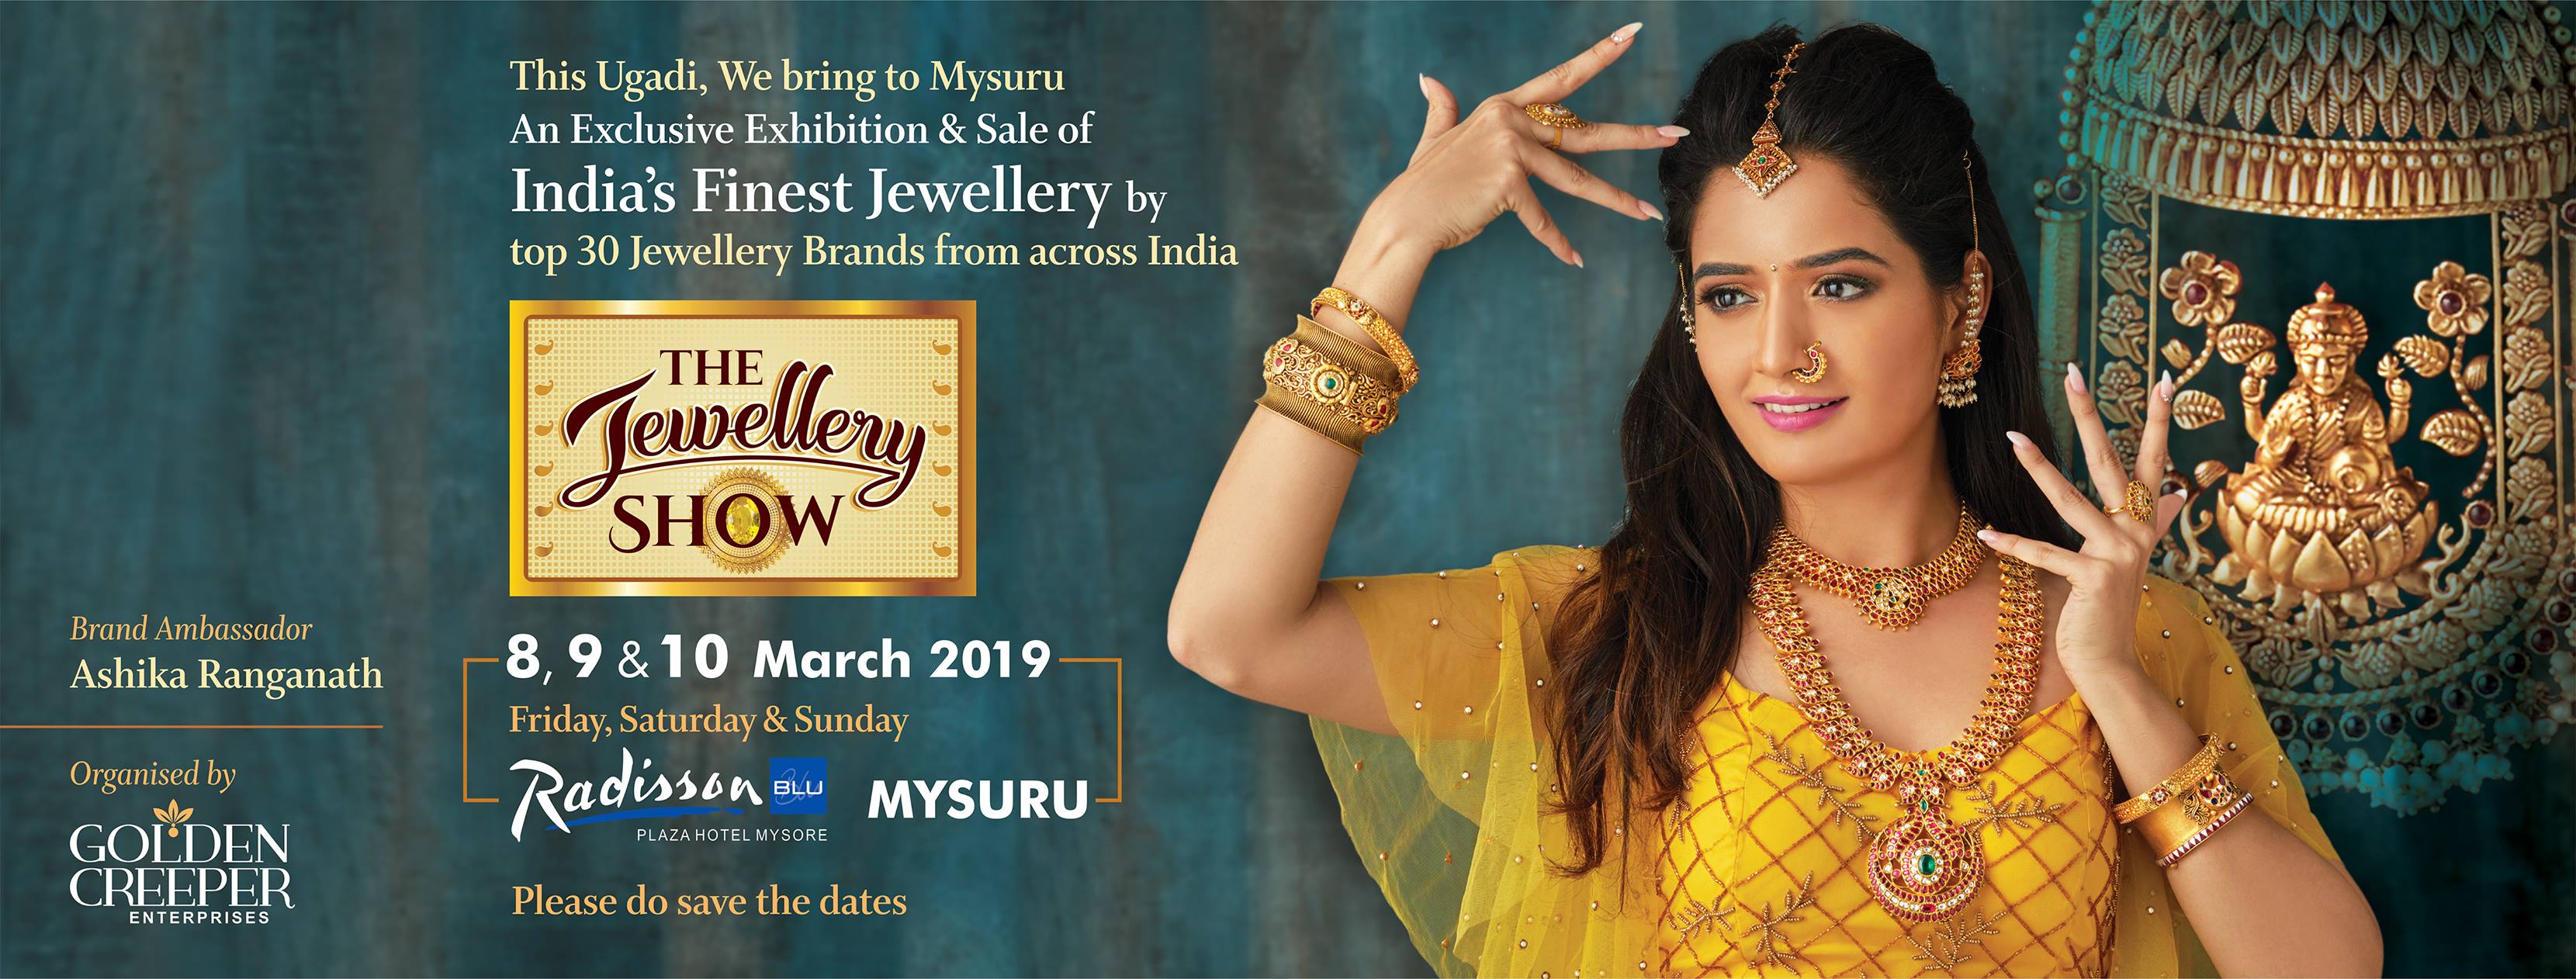 This Ugadi, We bring to Mysuru
An Exclusive Exhibition & Sale of
India's Finest Jewellery by
top 30 Jewellery Brands from across India
THE
Jewellery
SHOW
8, 9 & 10 March 2019
Friday, Saturday & Sunday
Radisson BLU
PLAZA HOTEL MYSORE
MYSURU
Please do save the dates
Brand Ambassador
Ashika Ranganath
Organised by
GOLDEN
CREEPER
ENTERPRISES